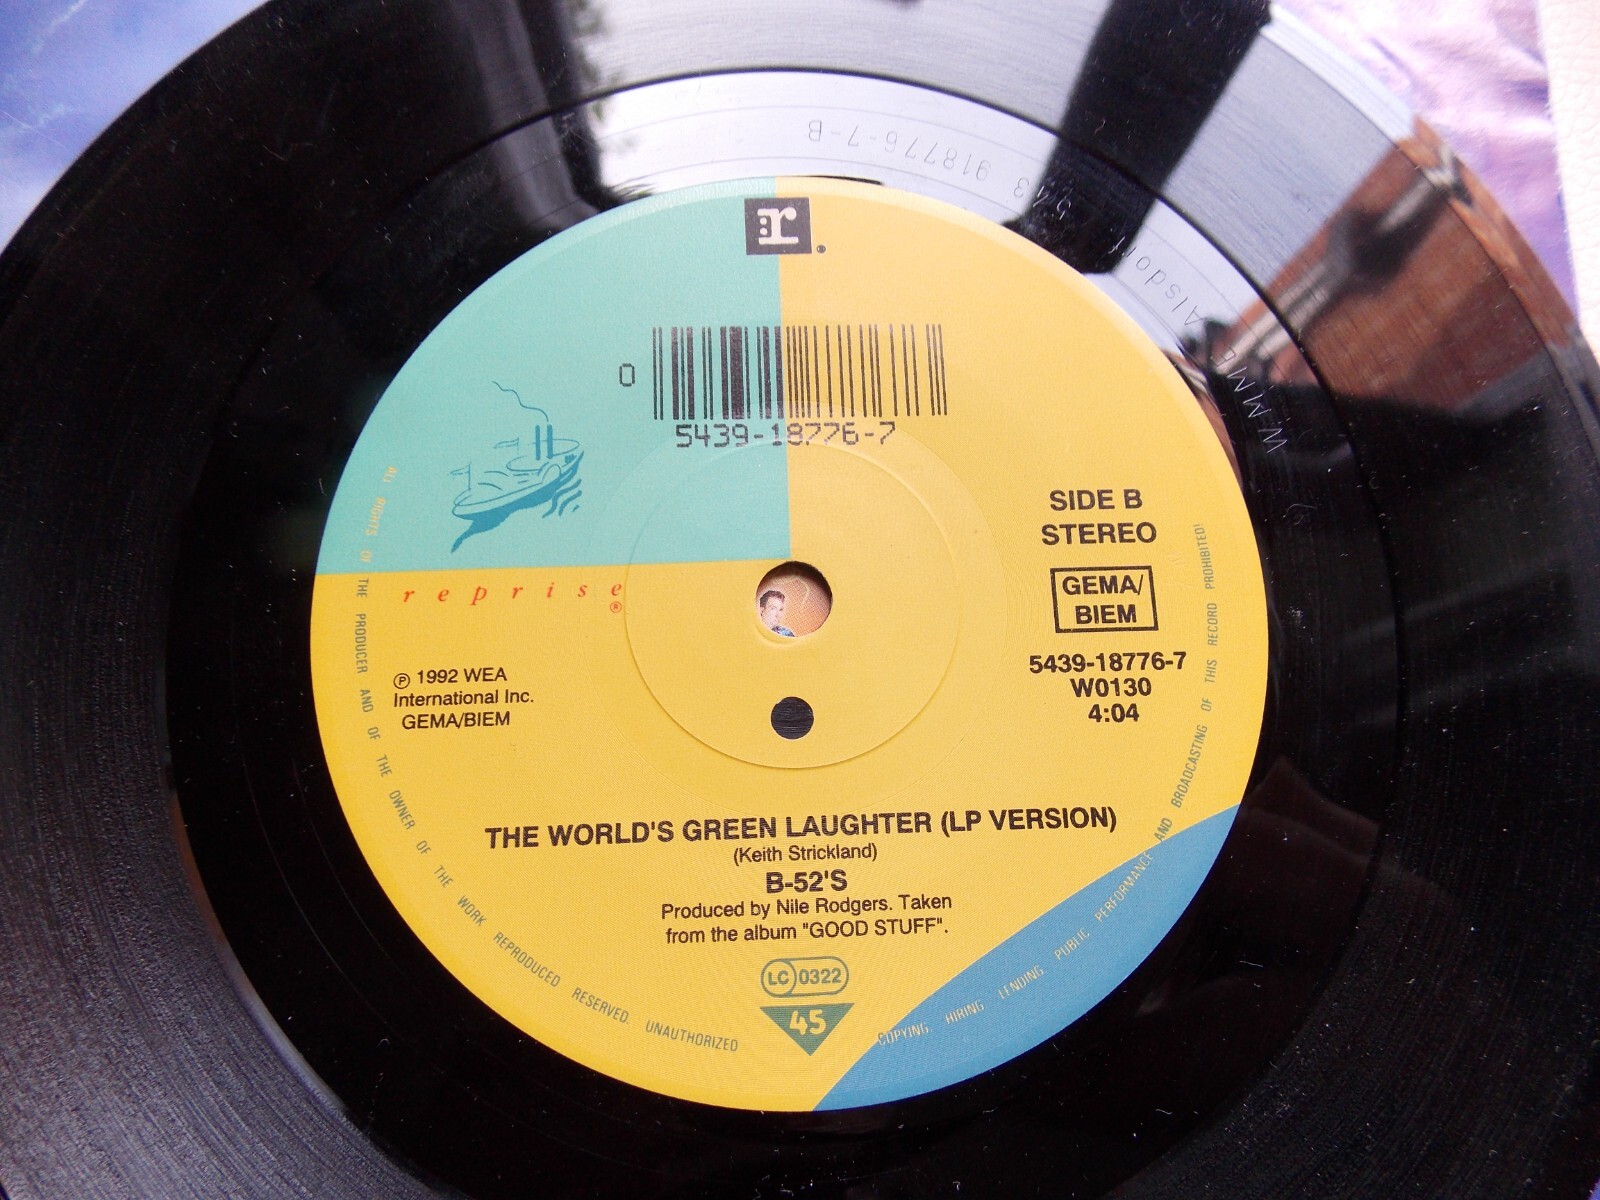 :r.
0
5439-18776-7
SIDE B
STEREO
GEMA/
BIEM
5439-18776-7
W0130
4:04
reprise
®
℗ 1992 WEA
International Inc.
GEMA/BIEM
THE WORLD'S GREEN LAUGHTER (LP VERSION)
(Keith Strickland)
B-52'S
Produced by Nile Rodgers. Taken
from the album "GOOD STUFF".
LC 0322
45
ALL RIGHTS OF THE PRODUCER AND OF THE OWNER OF THE WORK REPRODUCED RESERVED. UNAUTHORIZED COPYING HIRING LENDING PUBLIC PERFORMANCE AND BROADCASTING OF THIS RECORD PROHIBITED!
918776-7-B
Alsdorf